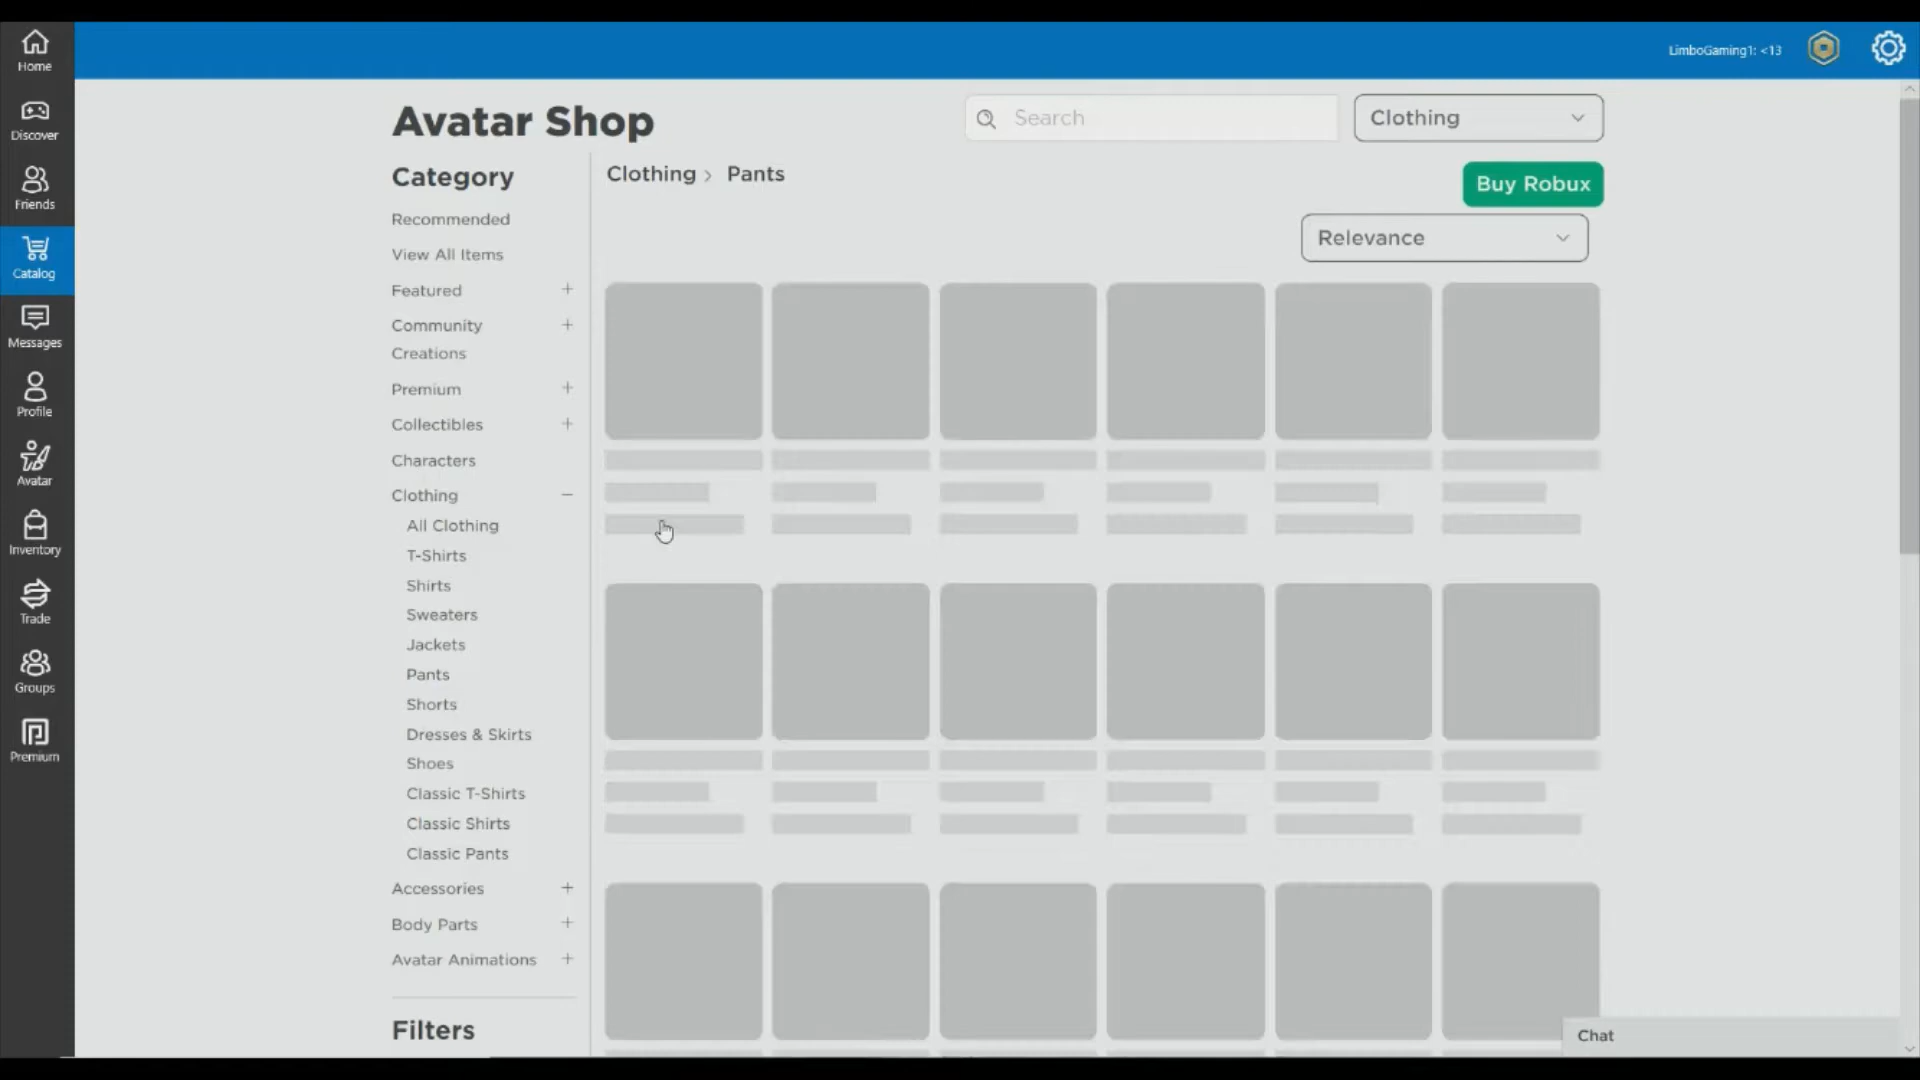 LimboGaming1: <13
Home
Discover
Friends
Catalog
Messages
Profile
Avatar
Inventory
Trade
Groups
Premium
Avatar Shop
Search
Clothing
Category
Recommended
View All Items
Featured
Community
Creations
Premium
Collectibles
Characters
Clothing
All Clothing
T-Shirts
Shirts
Sweaters
Jackets
Pants
Shorts
Dresses & Skirts
Shoes
Classic T-Shirts
Classic Shirts
Classic Pants
Accessories
Body Parts
Avatar Animations
Filters
Clothing > Pants
Buy Robux
Relevance
Chat